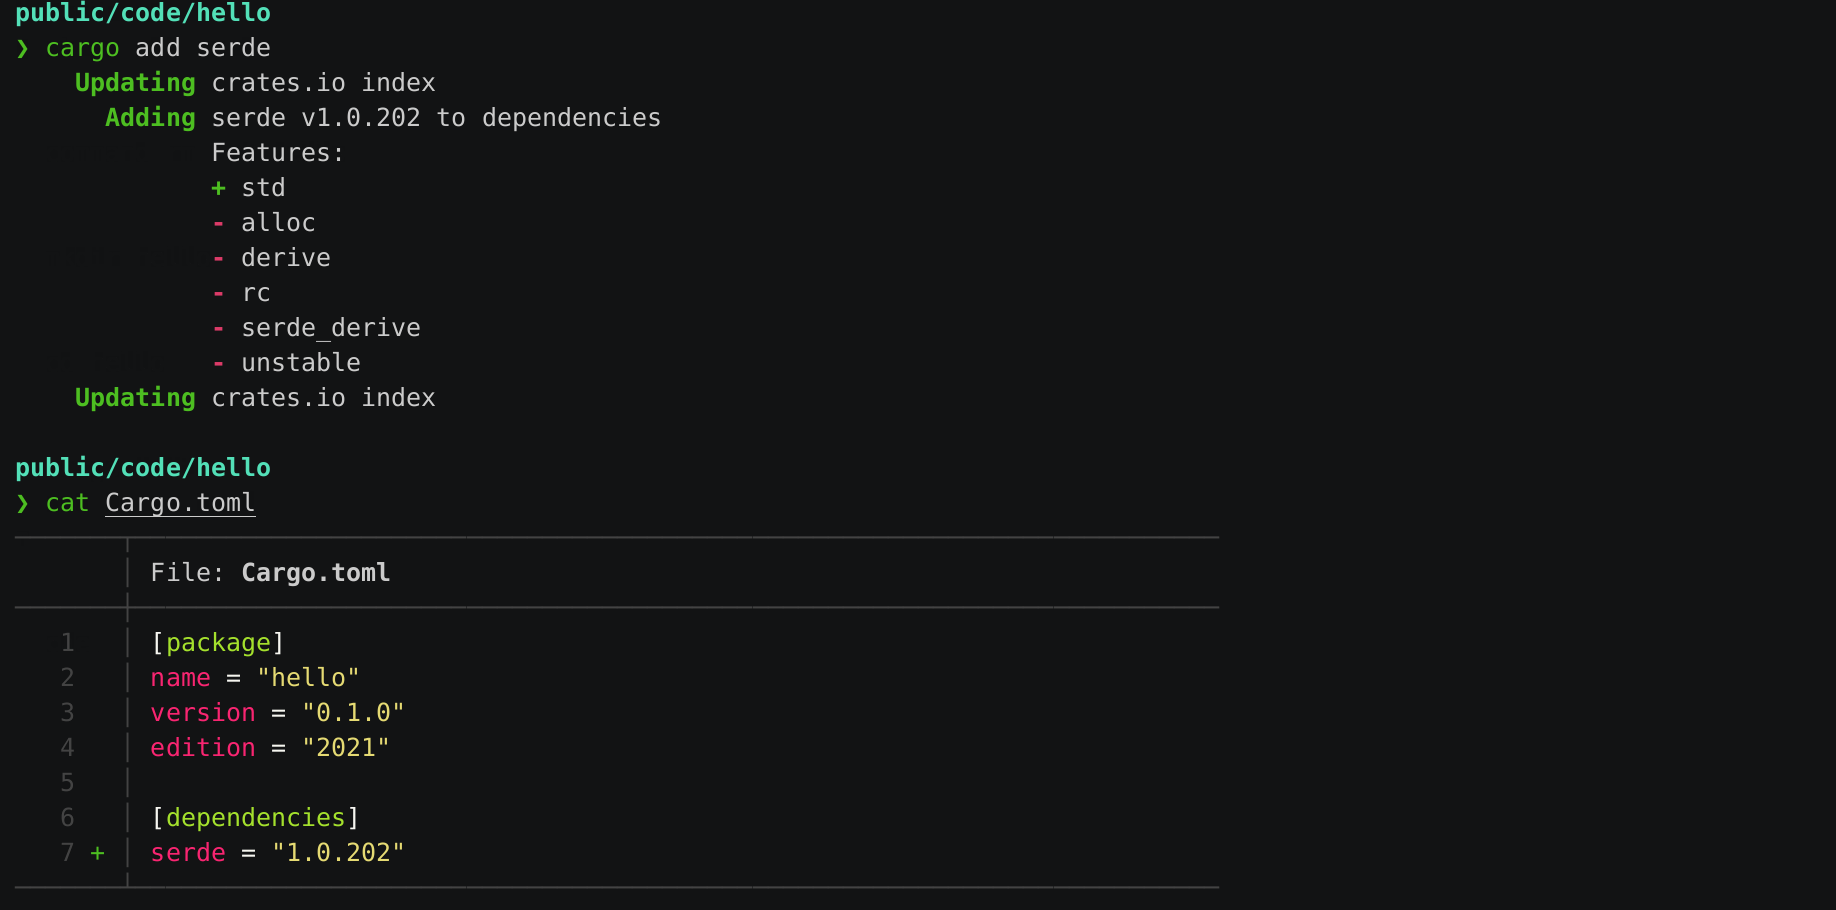 public/code/hello
❯ cargo add serde
Updating crates.io index
Adding serde v1.0.202 to dependencies
Features:
+ std
- alloc
- derive
- rc
- serde_derive
- unstable
Updating crates.io index
public/code/hello
❯ cat Cargo.toml
File: Cargo.toml
1 [package]
2 name = "hello"
3 version = "0.1.0"
4 edition = "2021"
5
6 [dependencies]
7 + serde = "1.0.202"